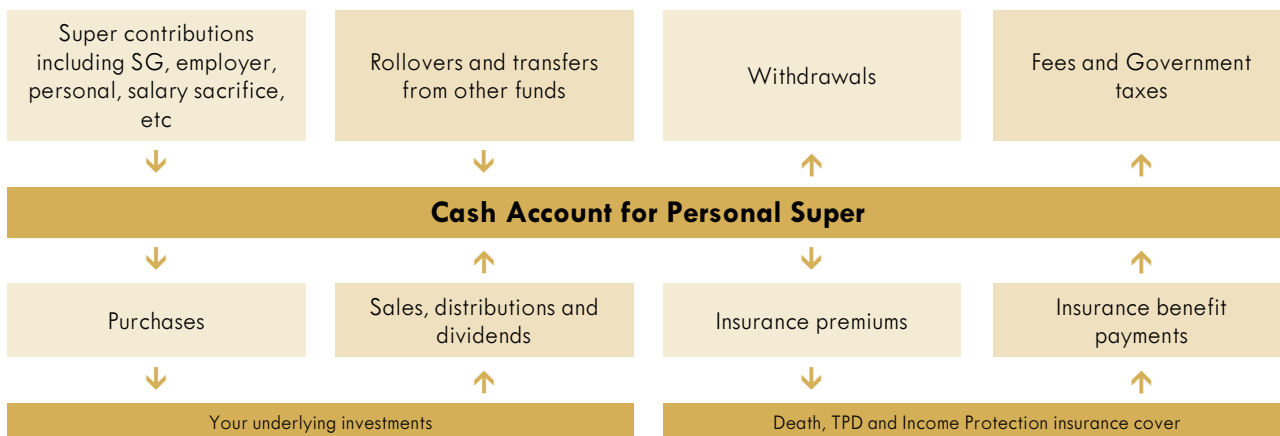 Super contributions
including SG, employer,
personal, salary sacrifice,
etc
Rollovers and transfers
from other funds
Withdrawals
Fees and Government
taxes
Cash Account for Personal Super
Purchases
Sales, distributions and
dividends
Insurance premiums
Insurance benefit
payments
Your underlying investments
Death, TPD and Income Protection insurance cover